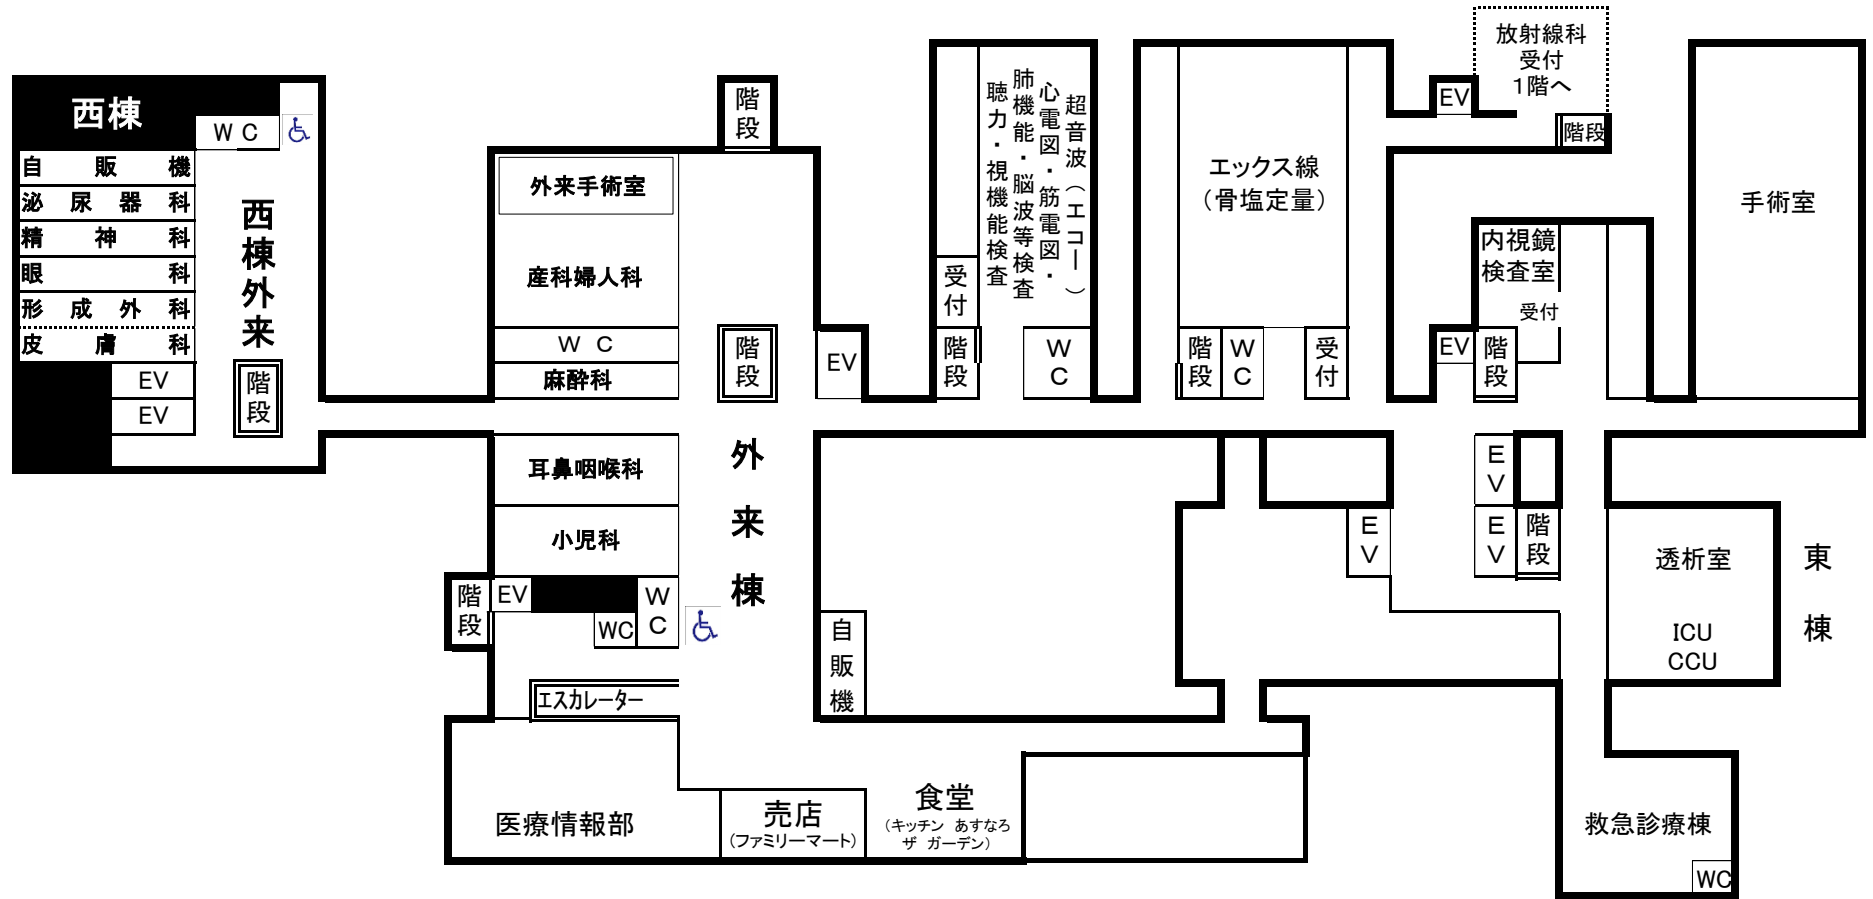 西棟
ＷＣ
自販機
泌尿器科
精神科
眼科
形成外科
皮膚科
EV
EV
西棟外来
階段
階段
外来手術室
産科婦人科
ＷＣ
麻酔科
階段
EV
耳鼻咽喉科
小児科
階段
EV
WC
ＷＣ
外来棟
自販機
エスカレーター
医療情報部
売店
（ファミリーマート）
食堂
（キッチン　あすなろ
ザ　ガーデン）
受付
階段
超音波（エコー）
心電図・筋電図・
肺機能・脳波等検査
聴力・視機能検査
ＷＣ
エックス線
（骨塩定量）
階段
ＷＣ
受付
EV
放射線科
受付
1階へ
階段
内視鏡
検査室
受付
EV
階段
手術室
ＥＶ
ＥＶ
ＥＶ
階段
透析室
ICU
CCU
東棟
救急診療棟
WC